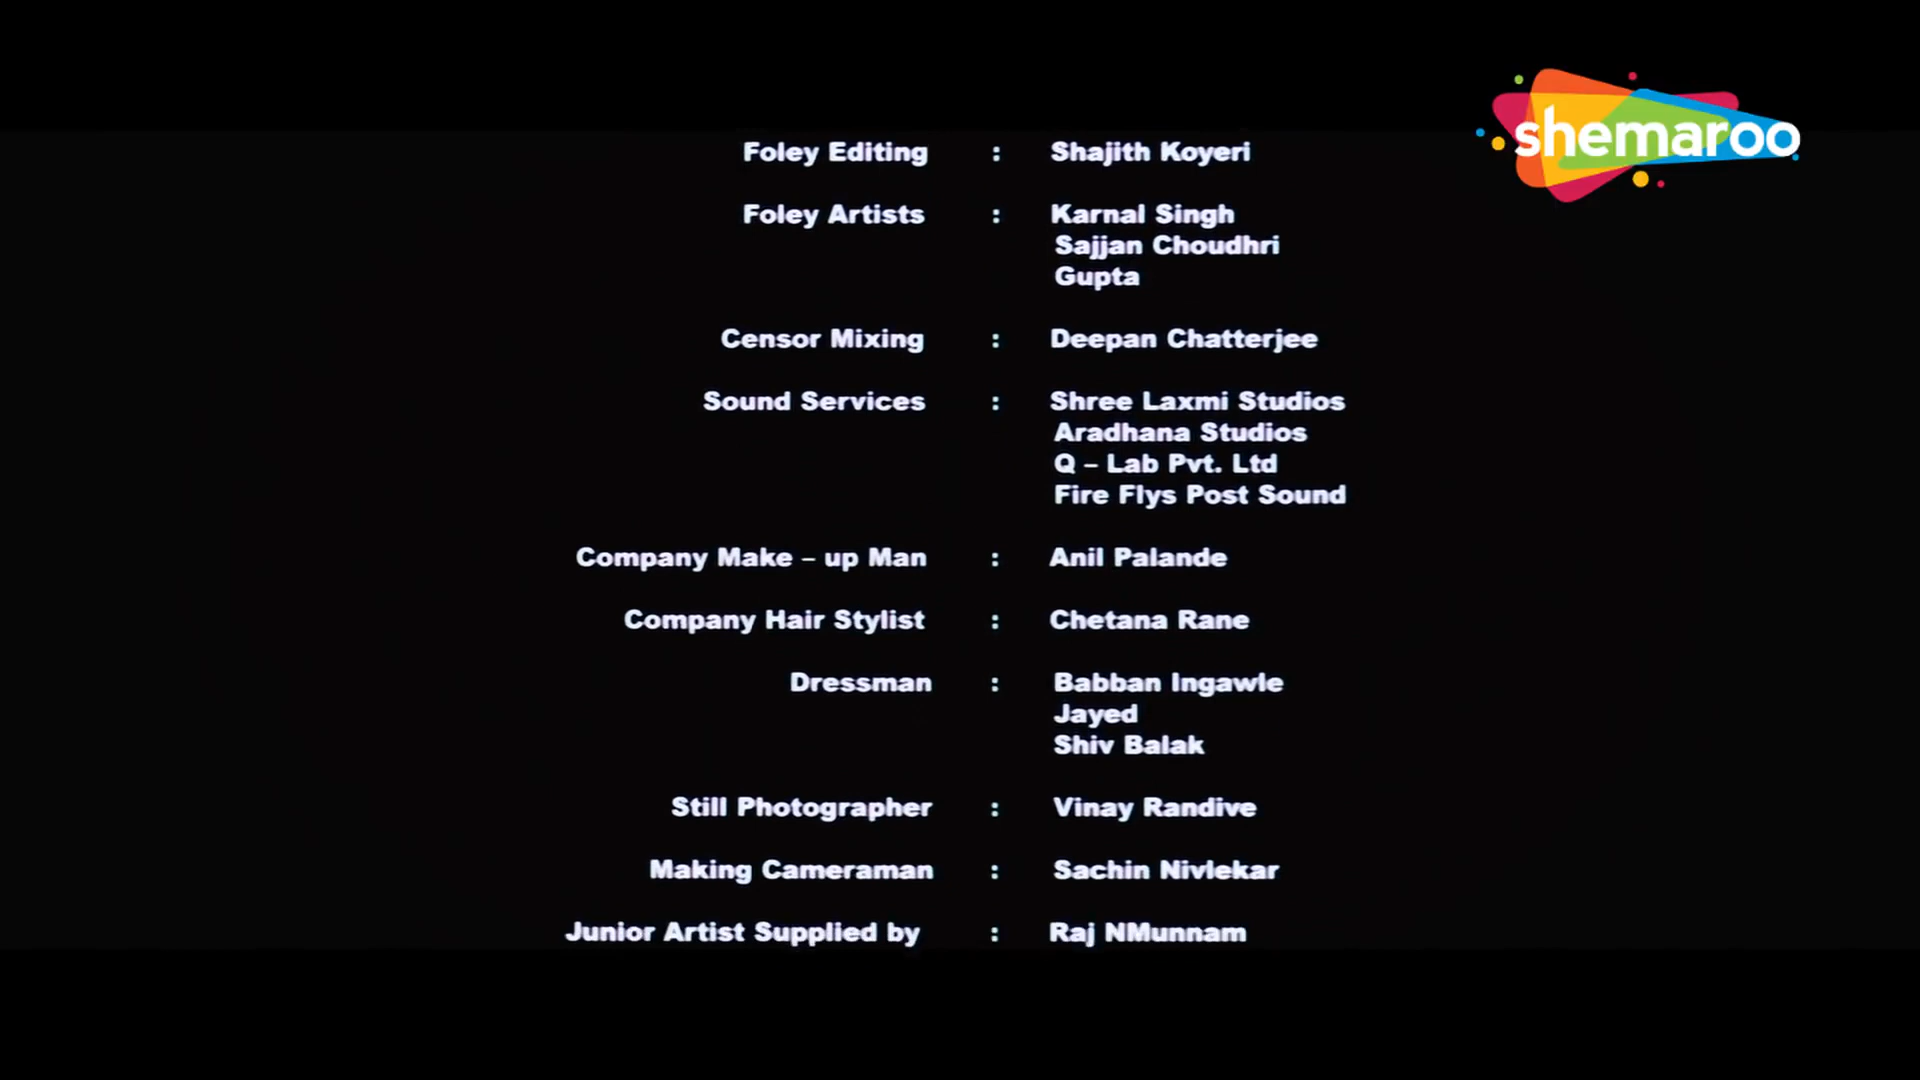 shemaroo
Foley Editing : Shajith Koyeri
Foley Artists : Karnal Singh
Sajjan Choudhri
Gupta
Censor Mixing : Deepan Chatterjee
Sound Services : Shree Laxmi Studios
Aradhana Studios
Q – Lab Pvt. Ltd
Fire Flys Post Sound
Company Make – up Man : Anil Palande
Company Hair Stylist : Chetana Rane
Dressman : Babban Ingawle
Jayed
Shiv Balak
Still Photographer : Vinay Randive
Making Cameraman : Sachin Nivlekar
Junior Artist Supplied by : Raj NMunnam